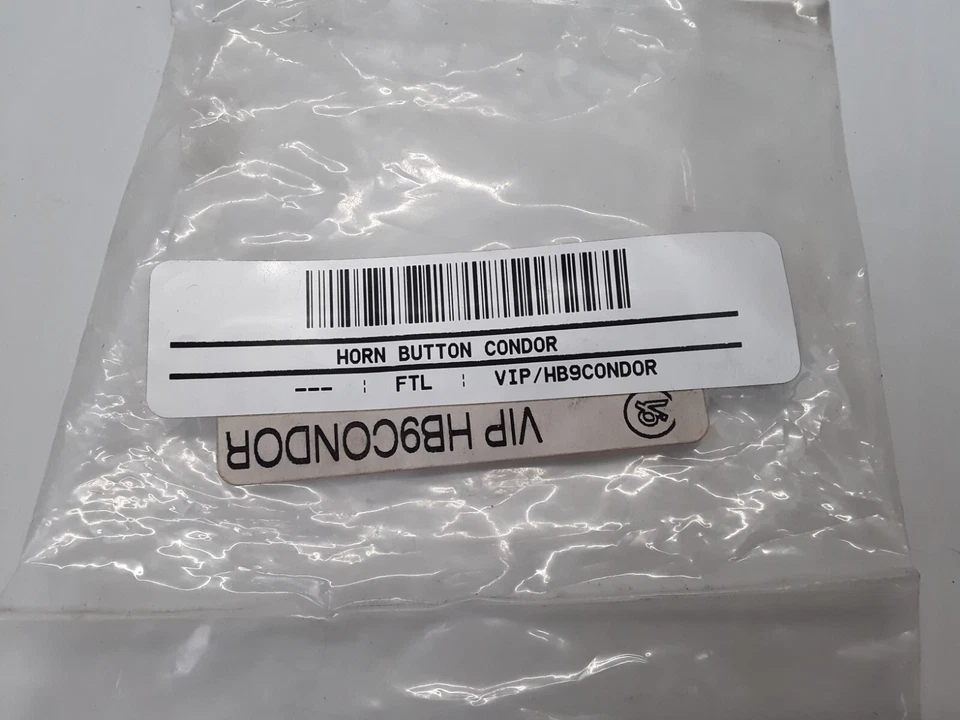 HORN BUTTON CONDOR
--- ¦ FTL ¦ VIP/HB9CONDOR
VIP HB9CONDOR